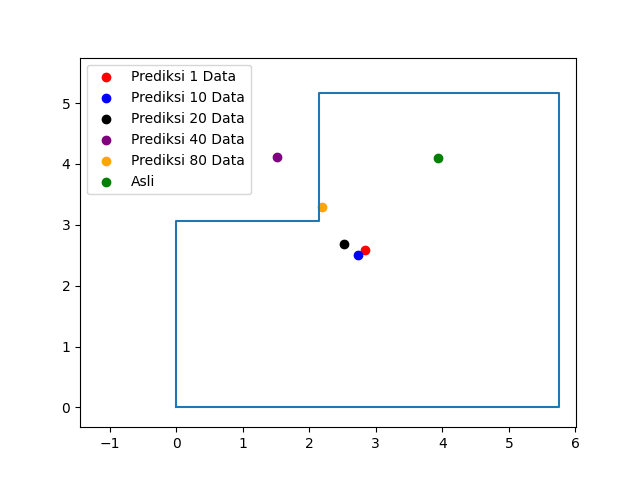 Prediksi 1 Data
Prediksi 10 Data
Prediksi 20 Data
Prediksi 40 Data
Prediksi 80 Data
Asli
5
4
3
2
1
0
−1 0 1 2 3 4 5 6